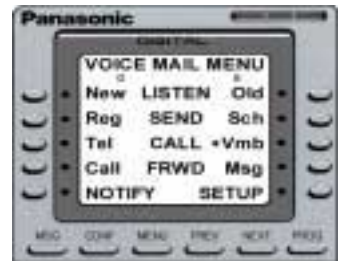 Panasonic
DIGITAL
VOICE MAIL MENU
New LISTEN Old
Reg SEND Sch
Tel CALL •Vmb
Call FRWD Msg
NOTIFY SETUP
MSG CONF MENU PREV NEXT PROG